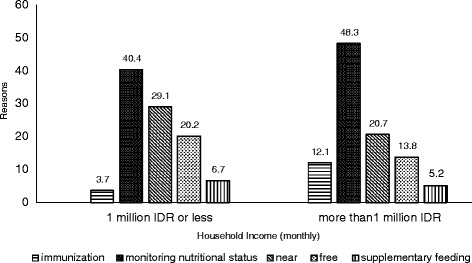 60
50
40
30
20
10
0
Reasons
3.7
40.4
29.1
20.2
6.7
12.1
48.3
20.7
13.8
5.2
1 million IDR or less
more than1 million IDR
Household Income (monthly)
immunization
monitoring nutritional status
near
free
supplementary feeding